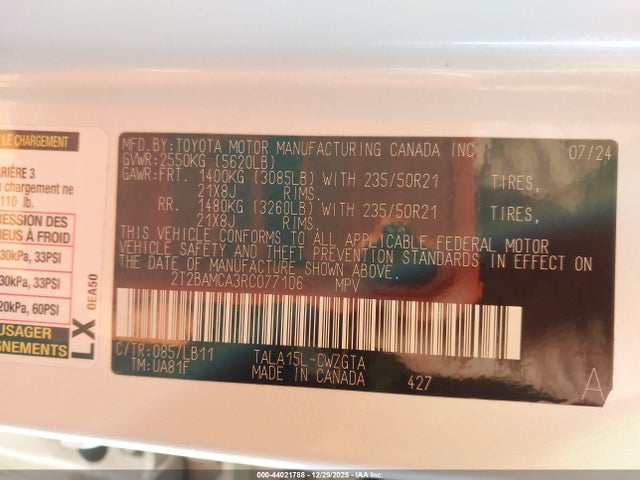 LE CHARGEMENT
RIÈRE 3
u chargement ne
110 lb.
RESSION DES
NEUS À FROID
30kPa, 33PSI
30kPa, 33PSI
20kPa, 60PSI
USAGER
GNEMENTS
LX 0EA50
MFD.BY:TOYOTA MOTOR MANUFACTURING CANADA INC 07/24
GVWR:2550KG (5620LB)
GAWR:FRT. 1400KG (3085LB) WITH 235/50R21 TIRES,
21X8J RIMS.
RR. 1480KG (3260LB) WITH 235/50R21 TIRES,
21X8J RIMS.
THIS VEHICLE CONFORMS TO ALL APPLICABLE FEDERAL MOTOR
VEHICLE SAFETY AND THEFT PREVENTION STANDARDS IN EFFECT ON
THE DATE OF MANUFACTURE SHOWN ABOVE.
2T2BAMCA3RC077106 MPV
C/TR:085/LB11 TALA15L-CWZGTA
TM:UA81F MADE IN CANADA 427
A
000-44021788 - 12/29/2025 - IAA Inc.